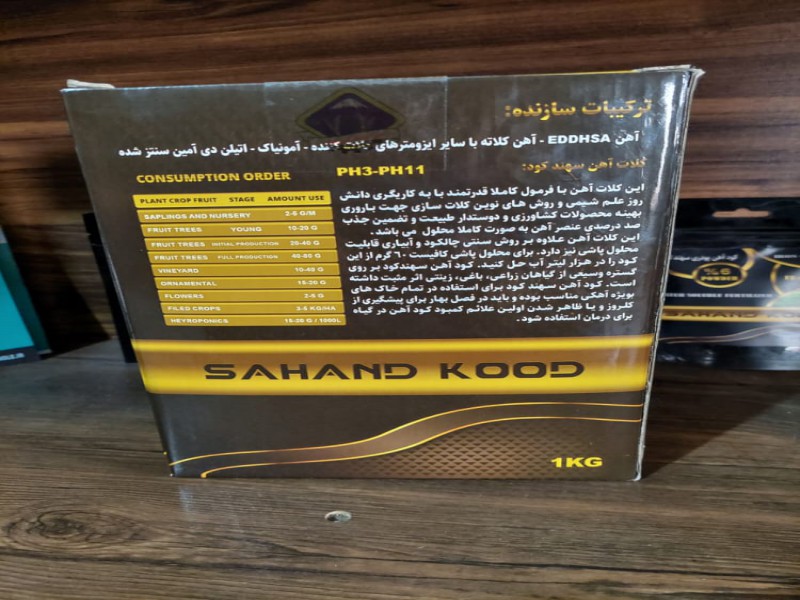 ترکیبات سازنده:
آهن EDDHSA - آهن کلاته با سایر ایزومترهای کننده - آمونیاک - اتیلن دی آمین سنتز شده
کلات آهن سهند کود:
PH3-PH11
این کلات آهن با فرمول کاملا قدرتمند با به کارگیری دانش
روز علم شیمی و روش های نوین کلات سازی جهت باروری
بهینه محصولات کشاورزی و دوستدار طبیعت و تضمین جذب
صد درصدی عنصر آهن به صورت کاملا محلول می باشد.
این کلات آهن علاوه بر روش سنتی چالکود و آبیاری قابلیت
محلول پاشی نیز دارد. برای محلول پاشی کافیست ۶۰ گرم از این
کود را در هزار لیتر آب حل کنید. کود آهن سهندکود بر روی
گستره وسیعی از گیاهان زراعی، باغی، زینتی اثر مثبت داشته
است. کود آهن سهند کود برای استفاده در تمام خاک های
بویژه آهکی مناسب بوده و باید در فصل بهار برای پیشگیری از
کلروز و یا ظاهر شدن اولین علائم کمبود کود آهن در گیاه
برای درمان استفاده شود.
CONSUMPTION ORDER
PLANT CROP FRUIT STAGE AMOUNT USE
SAPLINGS AND NURSERY 2-6 G/M
FRUIT TREES YOUNG 10-20 G
FRUIT TREES INITIAL PRODUCTION 20-40 G
FRUIT TREES FULL PRODUCTION 40-80 G
VINEYARD 10-40 G
ORNAMENTAL 15-20 G
FLOWERS 2-5 G
FILED CROPS 3-5 KG/HA
HEYROPONICS 15-20 G / 1000L
SAHAND KOOD
1KG
%6
POWDER
SAHAND KOOD